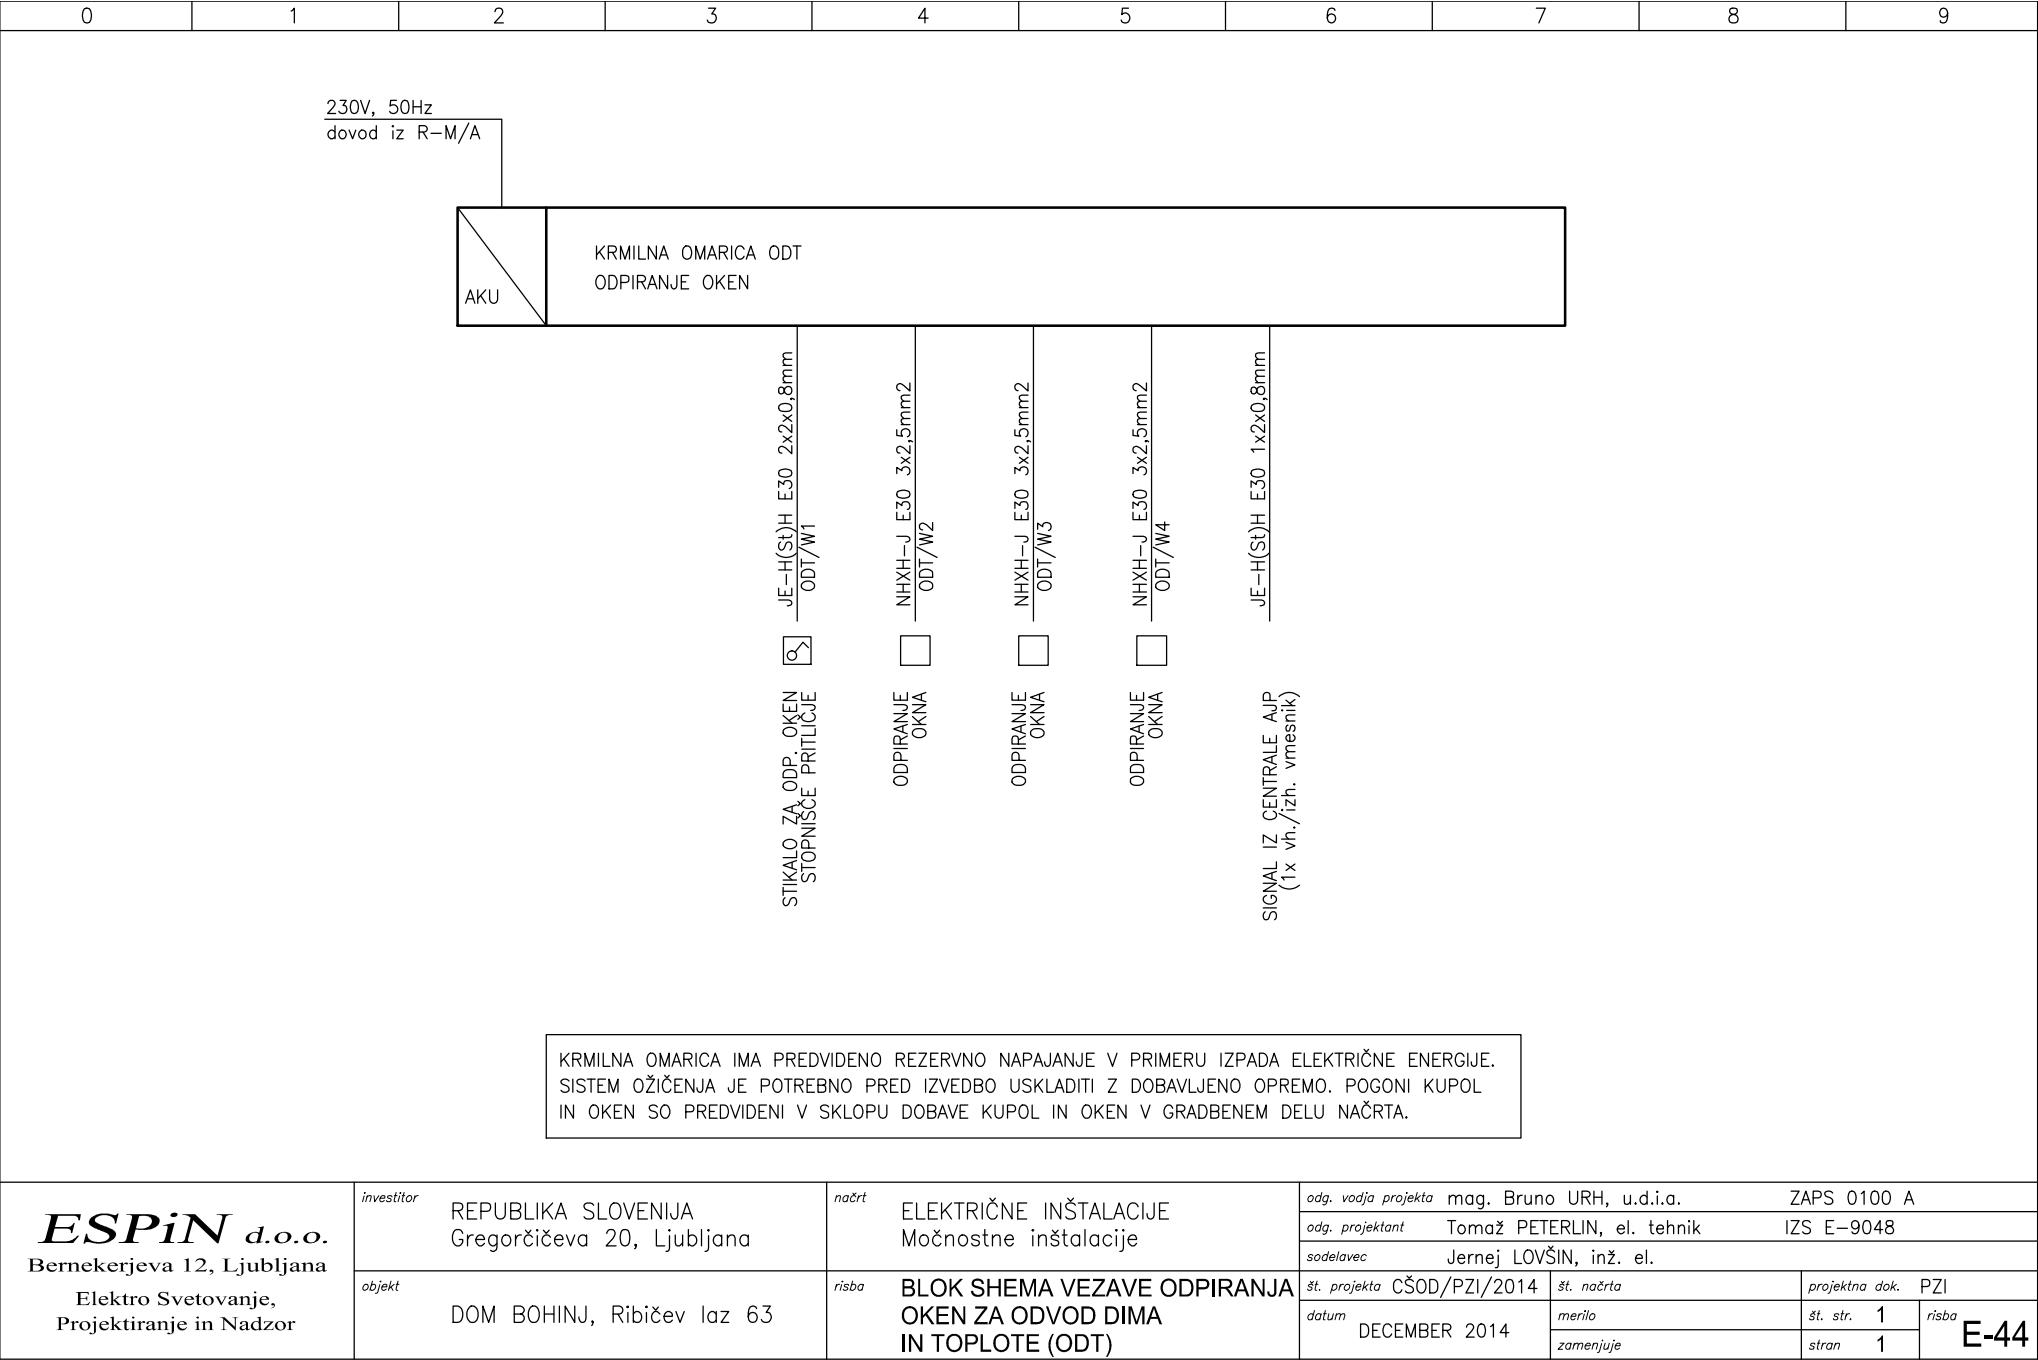 0 1 2 3 4 5 6 7 8 9
230V, 50Hz
dovod iz R-M/A
AKU
KRMILNA OMARICA ODT
ODPIRANJE OKEN
JE-H(St)H E30 2x2x0,8mm
ODT/W1
NHXH-J E30 3x2,5mm2
ODT/W2
NHXH-J E30 3x2,5mm2
ODT/W3
NHXH-J E30 3x2,5mm2
ODT/W4
JE-H(St)H E30 1x2x0,8mm
STIKALO ZA ODP. OKEN
STOPNIŠČE PRITLIČJE
ODPIRANJE
OKNA
ODPIRANJE
OKNA
ODPIRANJE
OKNA
SIGNAL IZ CENTRALE AJP
(1x vh./izh. vmesnik)
KRMILNA OMARICA IMA PREDVIDENO REZERVNO NAPAJANJE V PRIMERU IZPADA ELEKTRIČNE ENERGIJE.
SISTEM OŽIČENJA JE POTREBNO PRED IZVEDBO USKLADITI Z DOBAVLJENO OPREMO. POGONI KUPOL
IN OKEN SO PREDVIDENI V SKLOPU DOBAVE KUPOL IN OKEN V GRADBENEM DELU NAČRTA.
ESPiN d.o.o.
Bernekerjeva 12, Ljubljana
Elektro Svetovanje,
Projektiranje in Nadzor
investitor
REPUBLIKA SLOVENIJA
Gregorčičeva 20, Ljubljana
objekt
DOM BOHINJ, Ribičev laz 63
načrt
ELEKTRIČNE INŠTALACIJE
Močnostne inštalacije
risba
BLOK SHEMA VEZAVE ODPIRANJA
OKEN ZA ODVOD DIMA
IN TOPLOTE (ODT)
odg. vodja projekta mag. Bruno URH, u.d.i.a. ZAPS 0100 A
odg. projektant Tomaž PETERLIN, el. tehnik IZS E-9048
sodelavec Jernej LOVŠIN, inž. el.
št. projekta CŠOD/PZI/2014 št. načrta projektna dok. PZI
datum DECEMBER 2014
merilo
zamenjuje
št. str. 1
stran 1
risba E-44